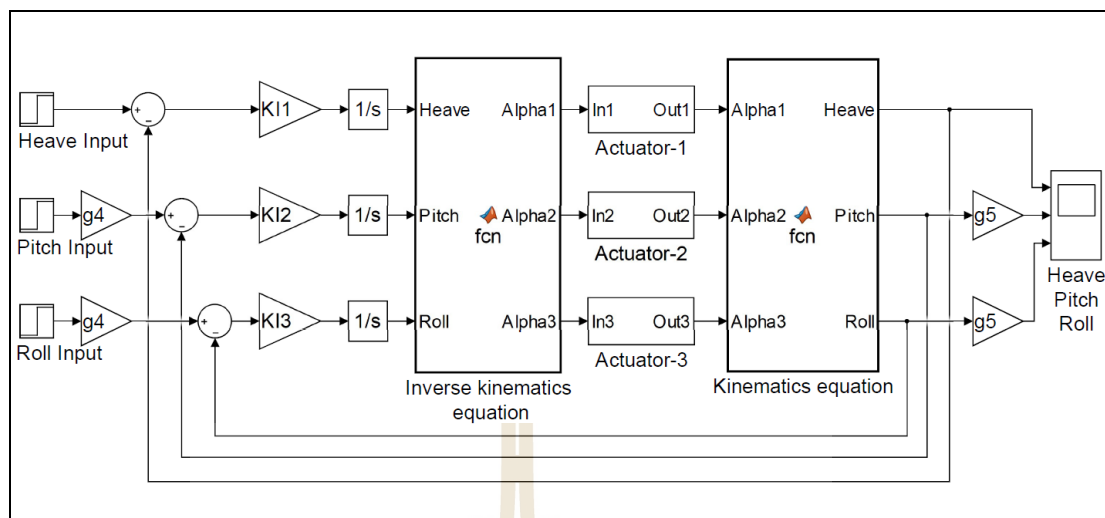 Heave Input
+
−
KI1
1/s
Heave
Alpha1
In1
Out1
Actuator-1
Alpha1
Heave
g4
Pitch Input
+
−
KI2
1/s
Pitch
fcn
Alpha2
In2
Out2
Actuator-2
Alpha2
fcn
Pitch
g5
Heave
Pitch
Roll
g4
Roll Input
+
−
KI3
1/s
Roll
Alpha3
In3
Out3
Actuator-3
Alpha3
Roll
g5
Inverse kinematics
equation
Kinematics equation